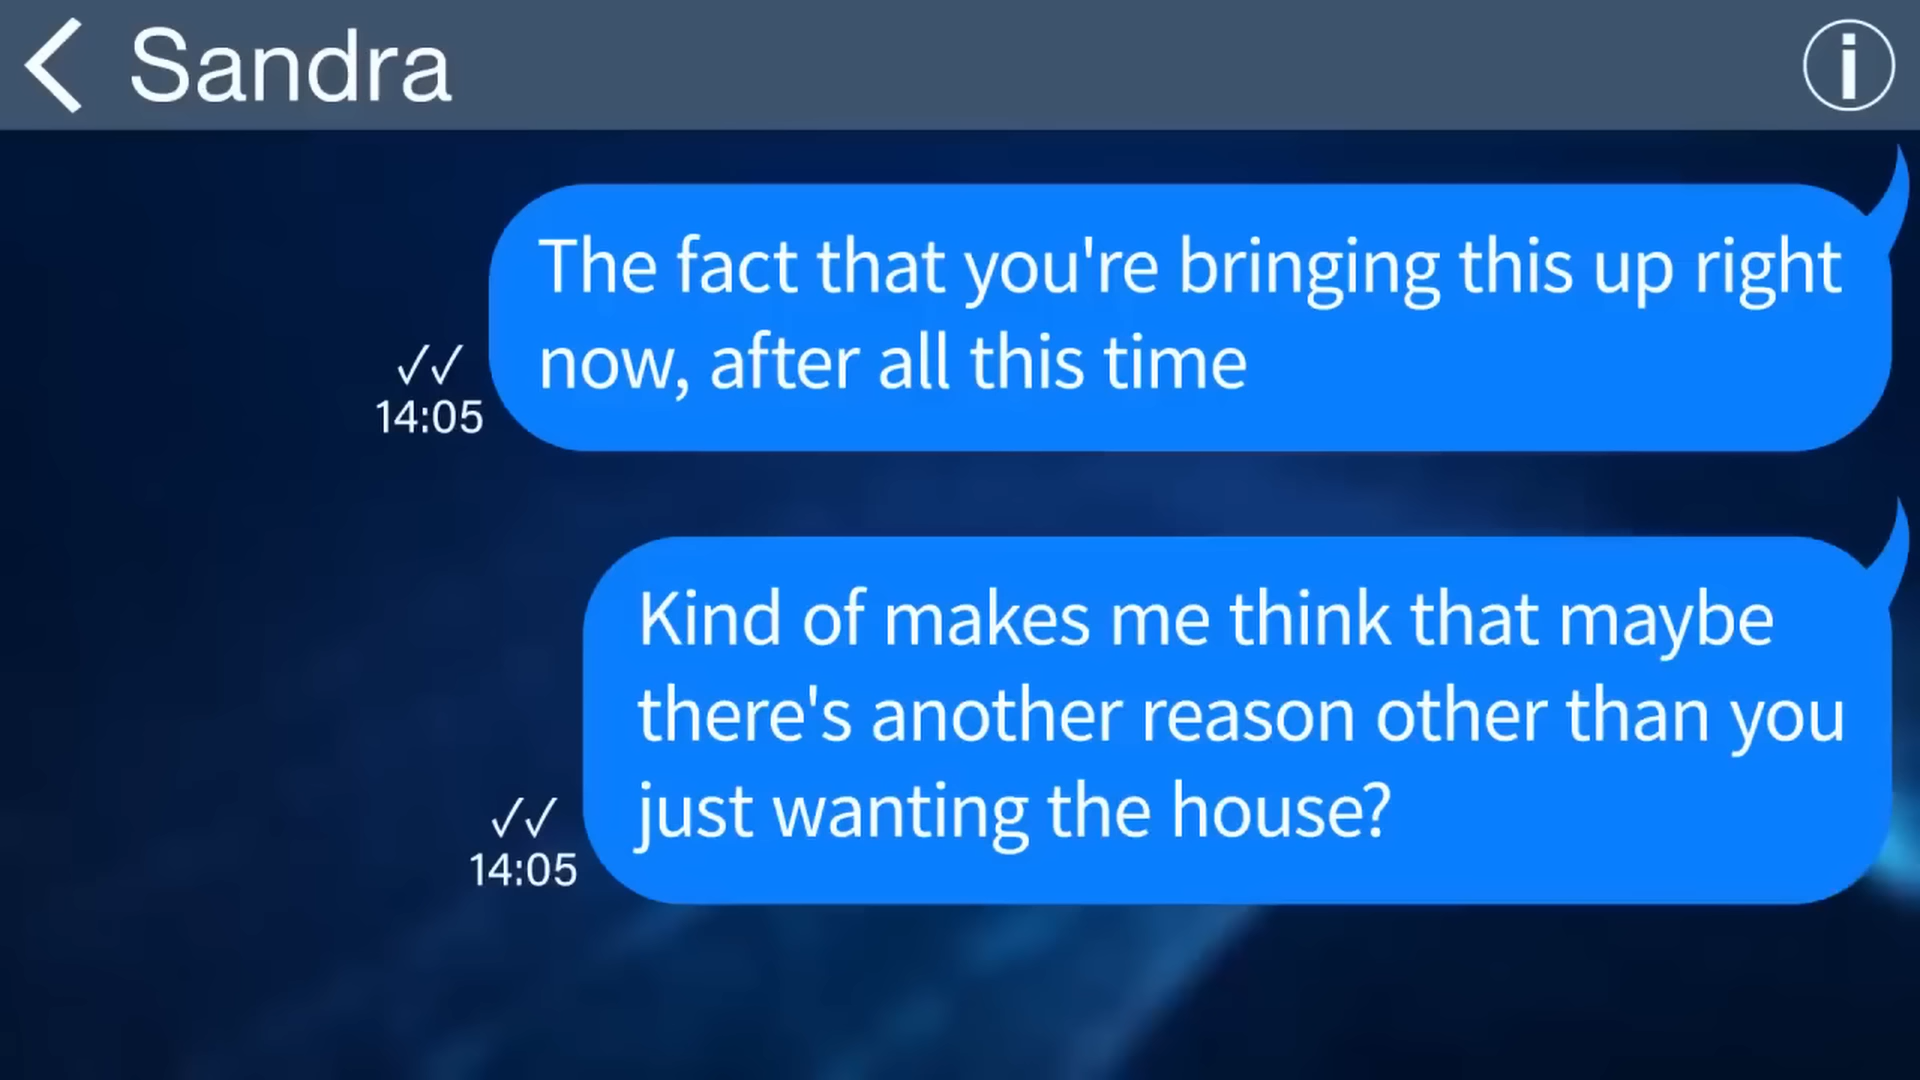 Sandra
The fact that you're bringing this up right
now, after all this time
14:05
Kind of makes me think that maybe
there's another reason other than you
just wanting the house?
14:05